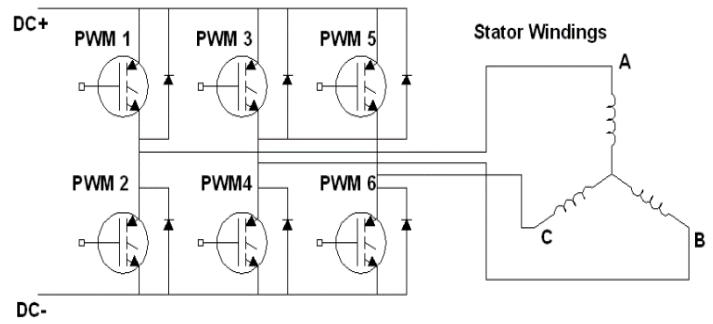 DC+
PWM 1
PWM 3
PWM 5
Stator Windings
A
PWM 2
PWM4
PWM 6
C
B
DC-